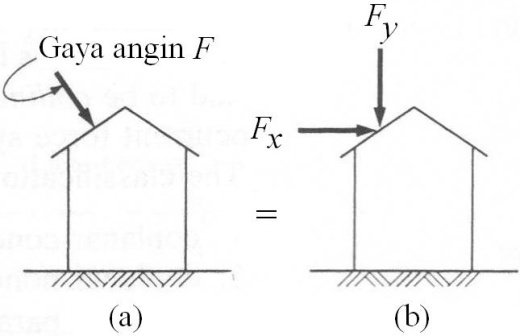 Gaya angin F
F_y
F_x
=
(a)
(b)